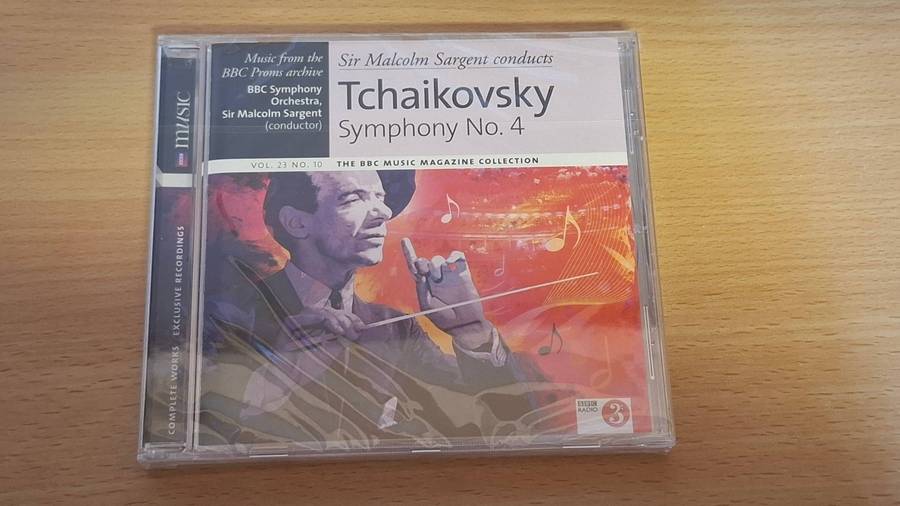 Music from the
BBC Proms archive
BBC Symphony
Orchestra,
Sir Malcolm Sargent
(conductor)
Sir Malcolm Sargent conducts
Tchaikovsky
Symphony No. 4
VOL. 23 NO. 10 THE BBC MUSIC MAGAZINE COLLECTION
BBC
RADIO
3
BBC
MUSIC
COMPLETE WORKS EXCLUSIVE RECORDINGS